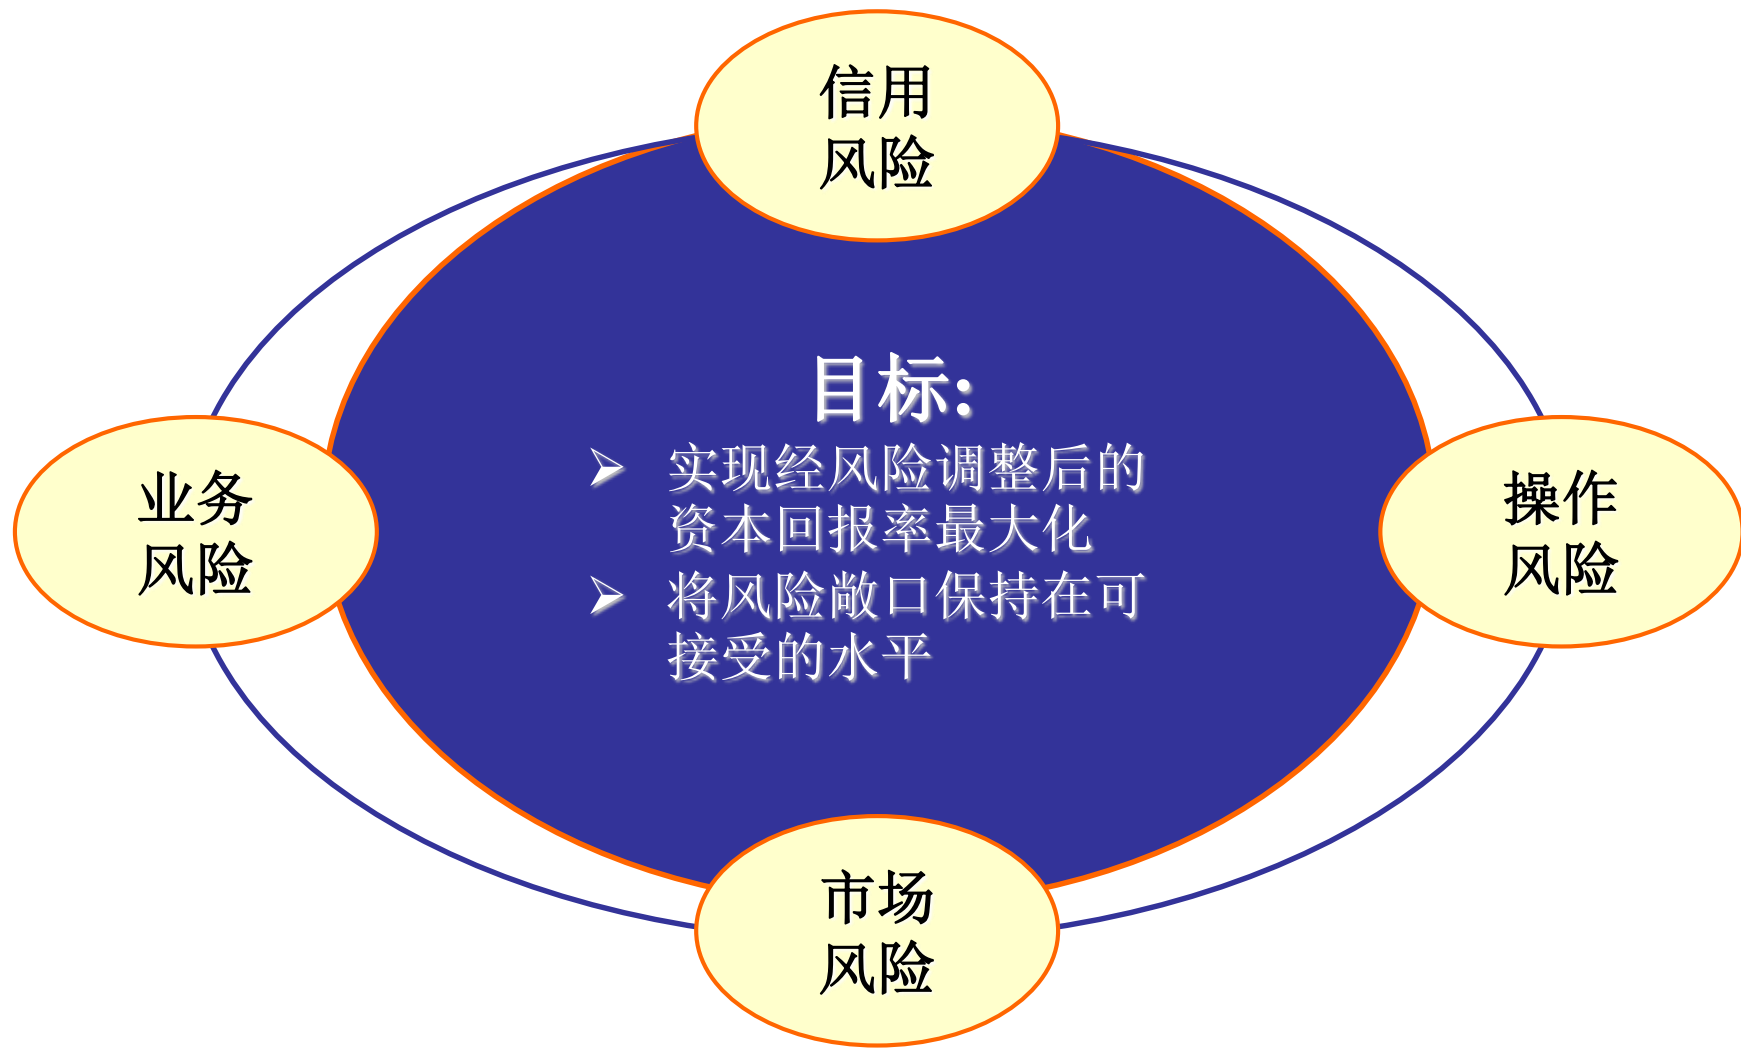 信用
风险
目标:
➢ 实现经风险调整后的
资本回报率最大化
➢ 将风险敞口保持在可
接受的水平
业务
风险
操作
风险
市场
风险